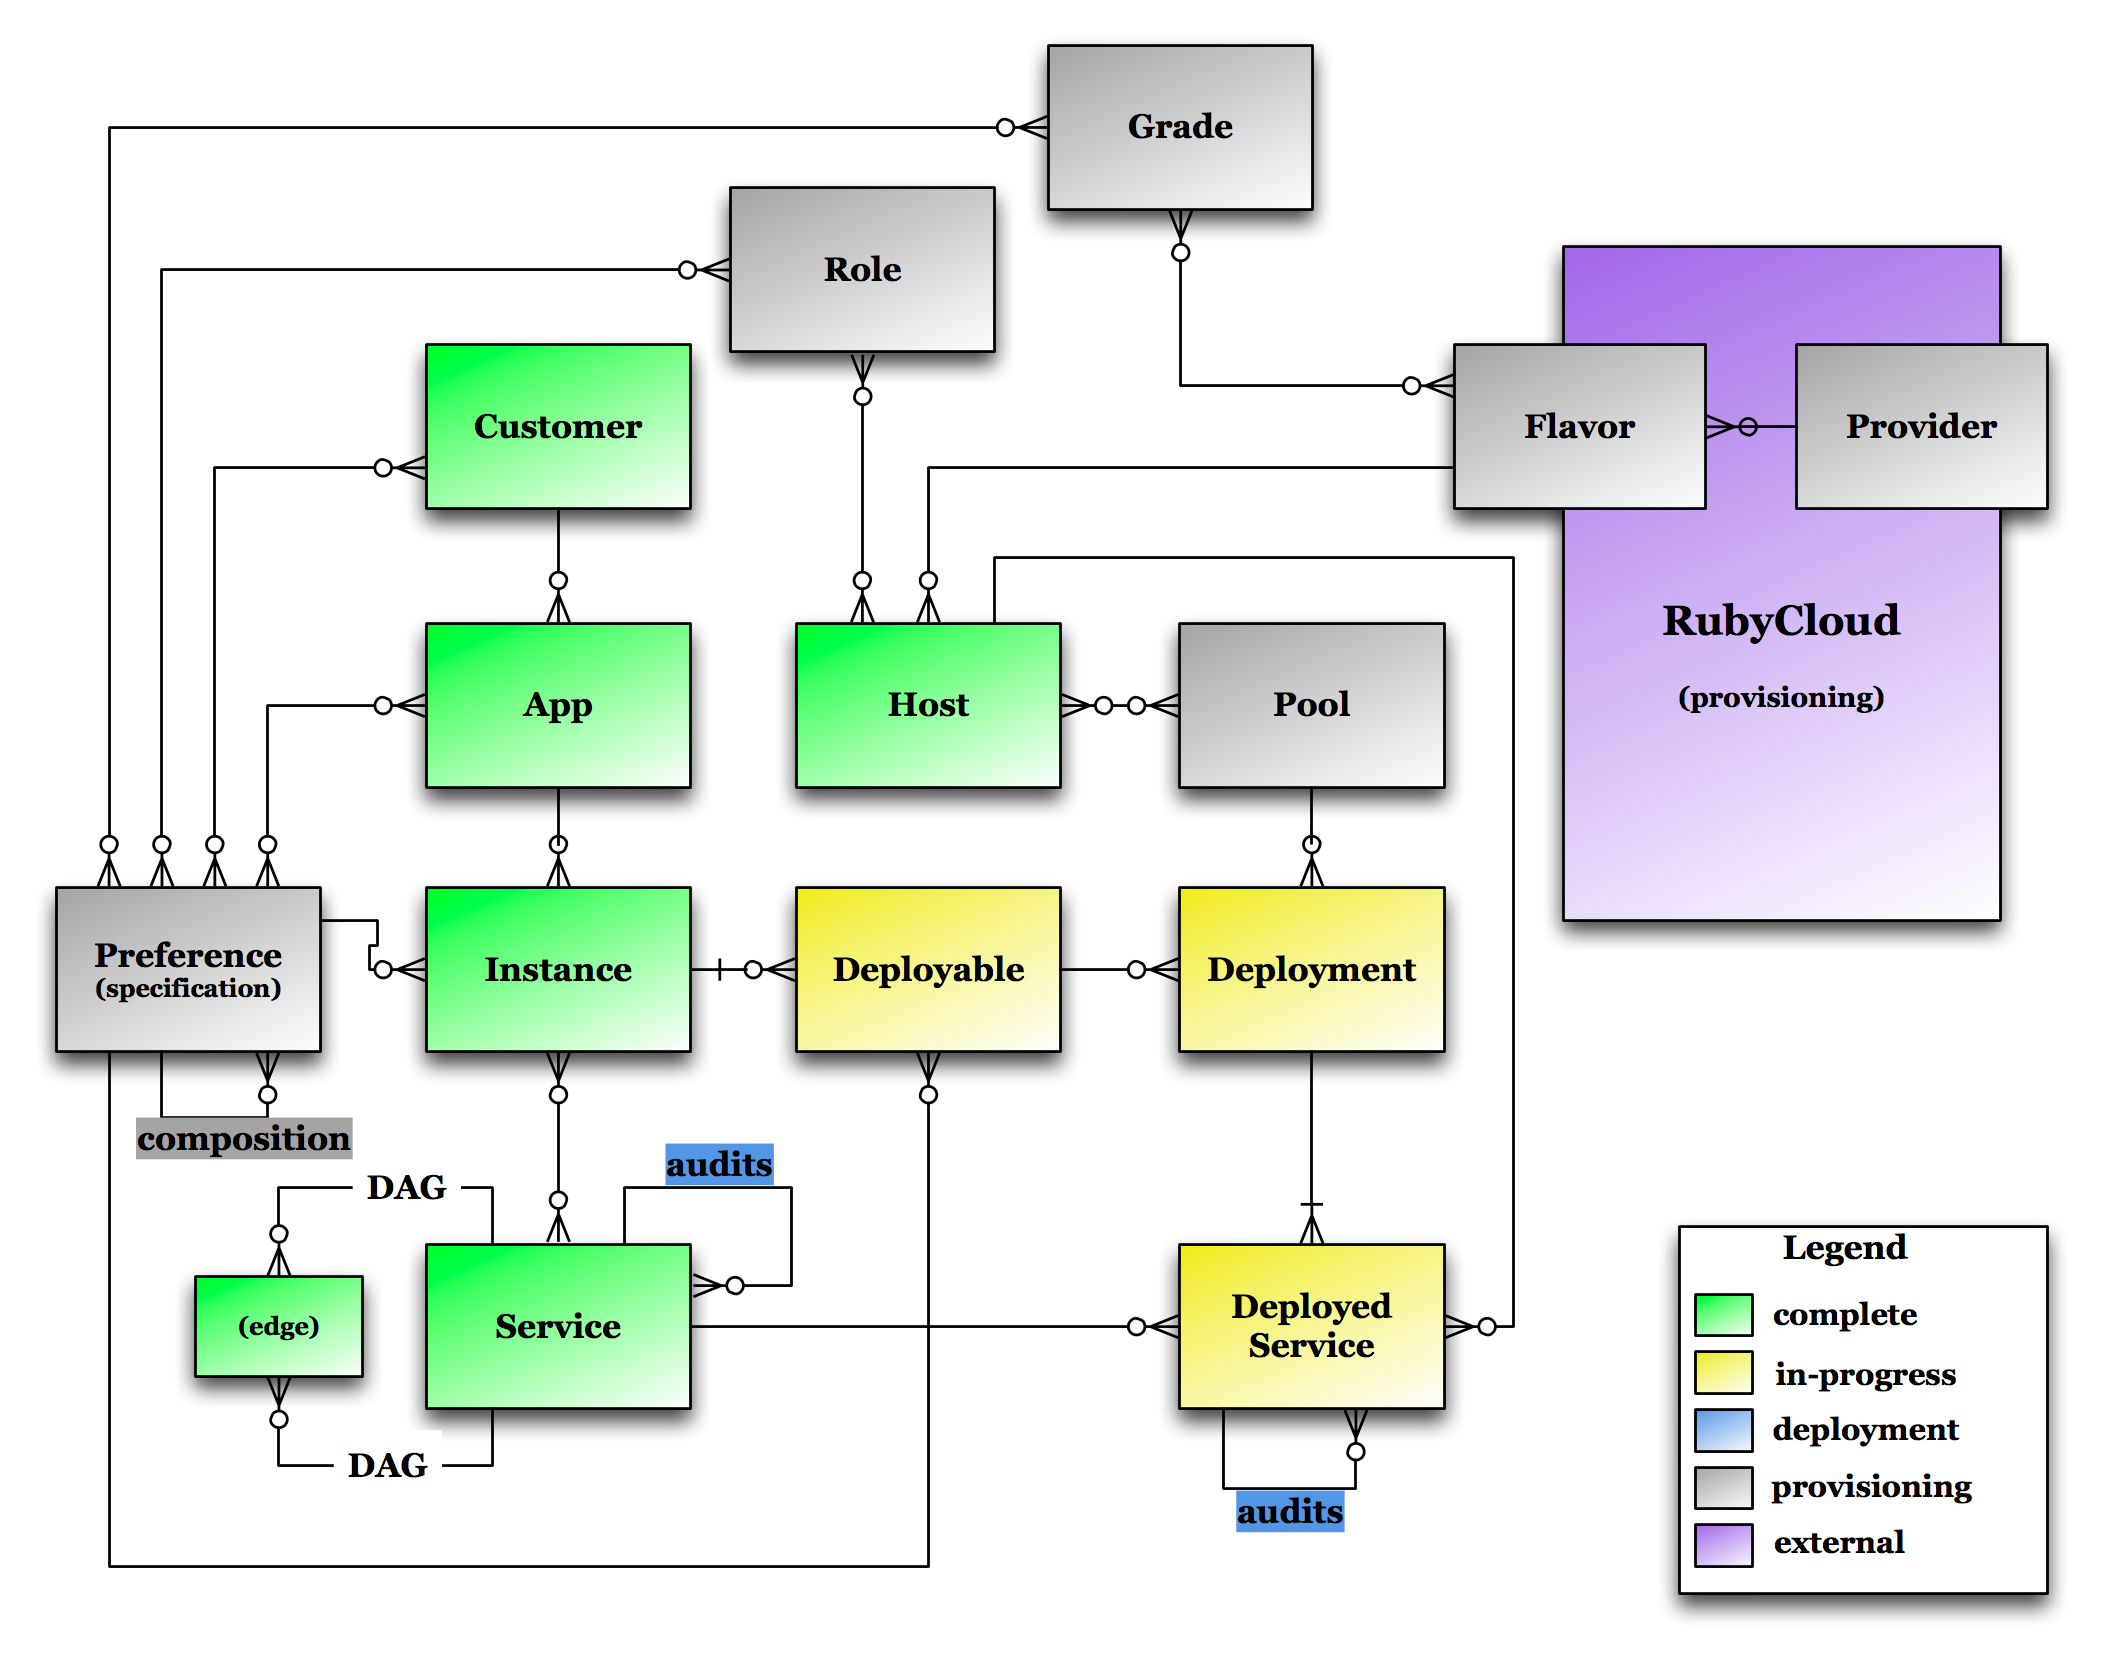 Grade
Role
Customer
Flavor
Provider
RubyCloud
(provisioning)
App
Host
Pool
Preference
(specification)
Instance
Deployable
Deployment
composition
audits
DAG
(edge)
Service
Deployed
Service
DAG
audits
Legend
complete
in-progress
deployment
provisioning
external